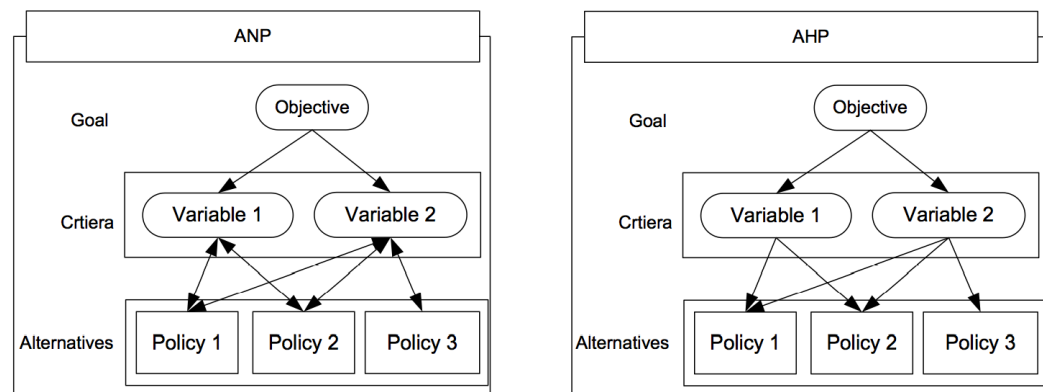 ANP
Objective
Goal
Variable 1
Variable 2
Crtiera
Alternatives
Policy 1
Policy 2
Policy 3
AHP
Objective
Goal
Variable 1
Variable 2
Crtiera
Alternatives
Policy 1
Policy 2
Policy 3